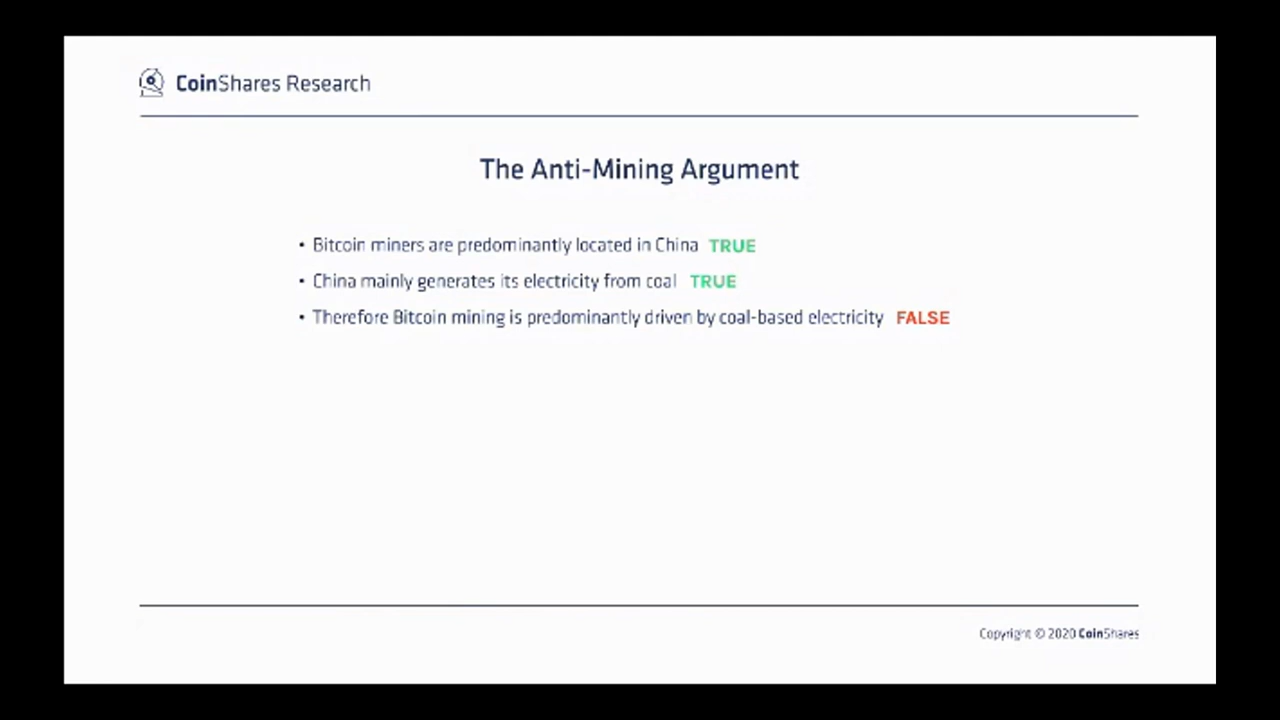 CoinShares Research
The Anti-Mining Argument
• Bitcoin miners are predominantly located in China TRUE
• China mainly generates its electricity from coal TRUE
• Therefore Bitcoin mining is predominantly driven by coal-based electricity FALSE
Copyright © 2020 CoinShares